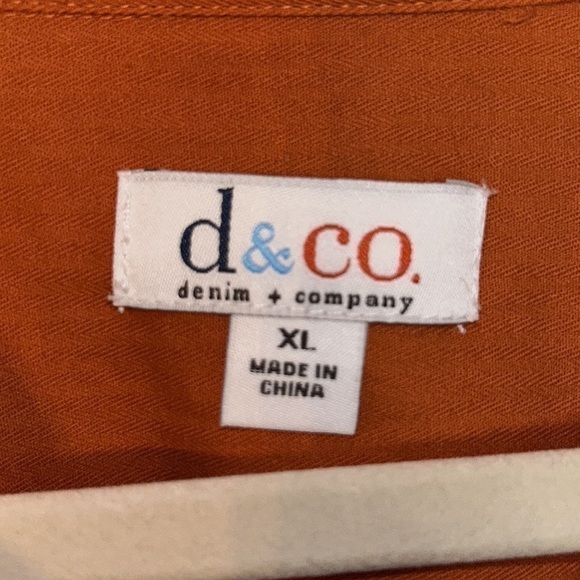 d&co.
denim + company
XL
MADE IN
CHINA